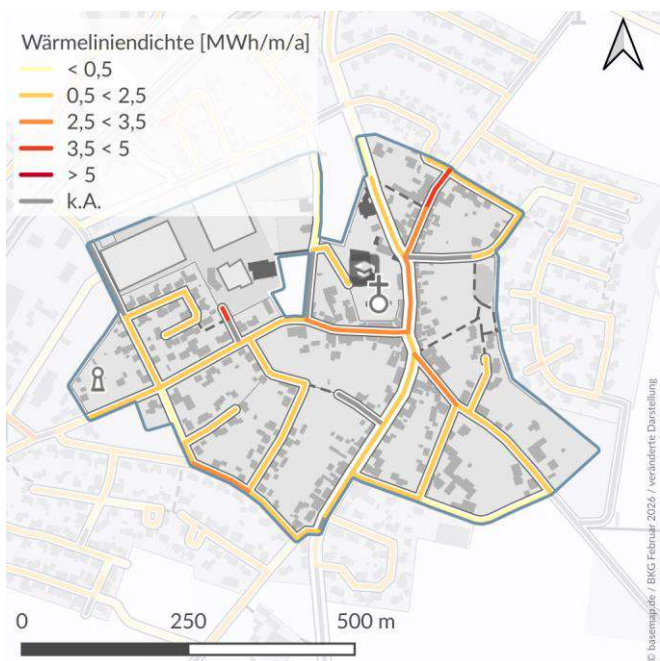 Wärmeliniendichte [MWh/m/a]
< 0,5
0,5 < 2,5
2,5 < 3,5
3,5 < 5
> 5
k.A.
0 250 500 m
© basemap.de / BKG Februar 2026 / veränderte Darstellung